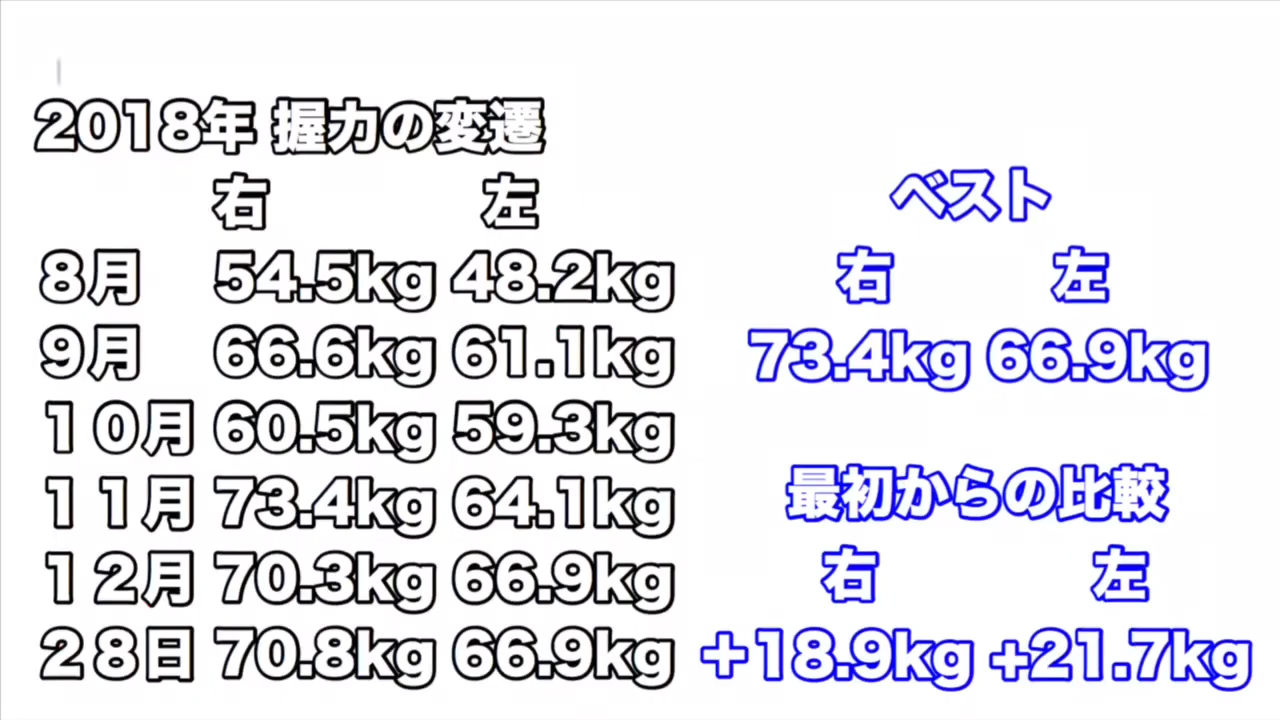 2018年 握力の変遷
右 左
8月 54.5kg 48.2kg
9月 66.6kg 61.1kg
10月 60.5kg 59.3kg
11月 73.4kg 64.1kg
12月 70.3kg 66.9kg
28日 70.8kg 66.9kg
ベスト
右 左
73.4kg 66.9kg
最初からの比較
右 左
+18.9kg +21.7kg